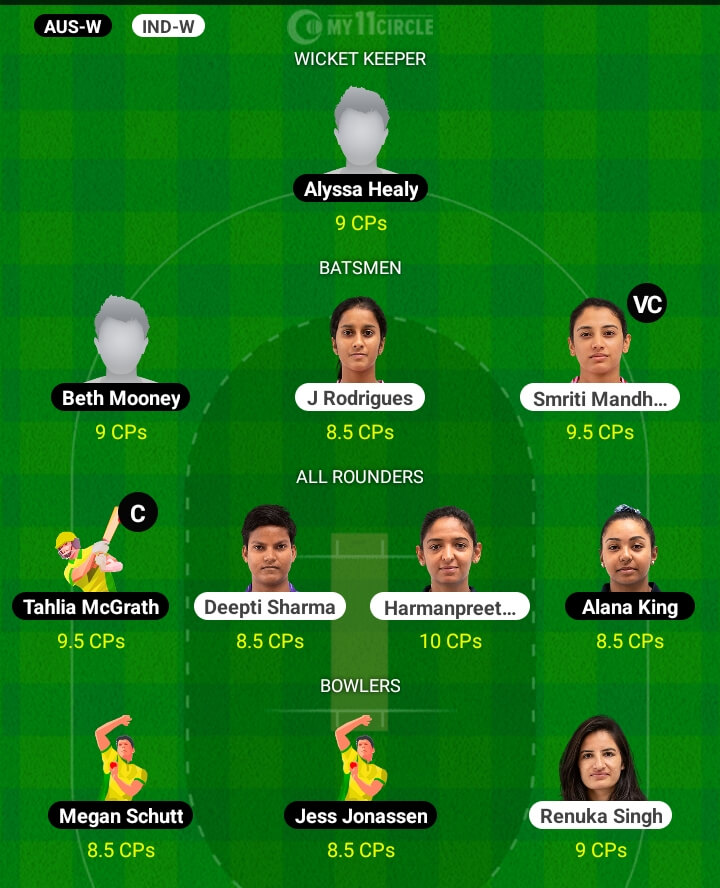 AUS-W IND-W MY11CIRCLE
WICKET KEEPER
Alyssa Healy
9 CPs
BATSMEN
VC
Beth Mooney J Rodrigues Smriti Mandh...
9 CPs 8.5 CPs 9.5 CPs
ALL ROUNDERS
C
Tahlia McGrath Deepti Sharma Harmanpreet... Alana King
9.5 CPs 8.5 CPs 10 CPs 8.5 CPs
BOWLERS
Megan Schutt Jess Jonassen Renuka Singh
8.5 CPs 8.5 CPs 9 CPs